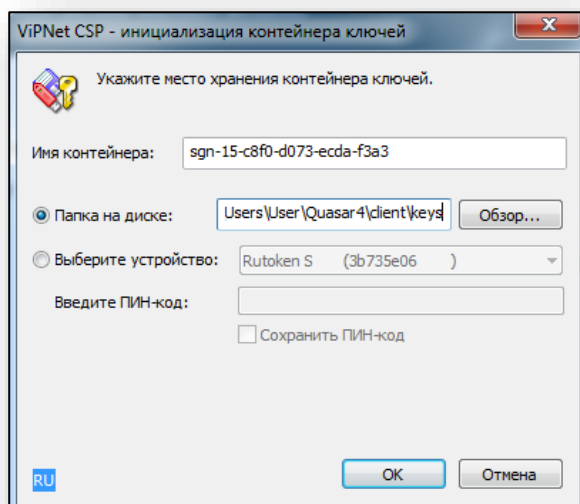 ViPNet CSP - инициализация контейнера ключей
Укажите место хранения контейнера ключей.
Имя контейнера: sgn-15-c8f0-d073-ecda-f3a3
Папка на диске: Users\User\Quasar4\client\keys Обзор...
Выберите устройство: Rutoken S (3b735e06 )
Введите ПИН-код:
Сохранить ПИН-код
RU OK Отмена